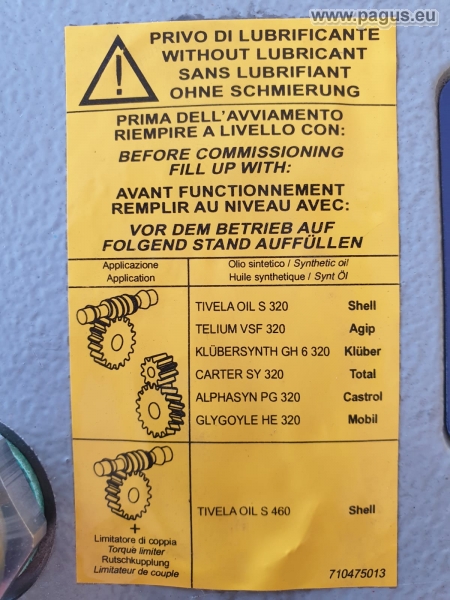 www.pagus.eu
PRIVO DI LUBRIFICANTE
WITHOUT LUBRICANT
SANS LUBRIFIANT
OHNE SCHMIERUNG
PRIMA DELL'AVVIAMENTO
RIEMPIRE A LIVELLO CON:
BEFORE COMMISSIONING
FILL UP WITH:
AVANT FUNCTIONNEMENT
REMPLIR AU NIVEAU AVEC:
VOR DEM BETRIEB AUF
FOLGEND STAND AUFFÜLLEN
Applicazione
Application
Olio sintetico / Synthetic oil
Huile synthetique / Synt Öl
TIVELA OIL S 320 Shell
TELIUM VSF 320 Agip
KLÜBERSYNTH GH 6 320 Klüber
CARTER SY 320 Total
ALPHASYN PG 320 Castrol
GLYGOYLE HE 320 Mobil
TIVELA OIL S 460 Shell
+
Limitatore di coppia
Torque limiter
Rutschkupplung
Limitateur de couple
710475013